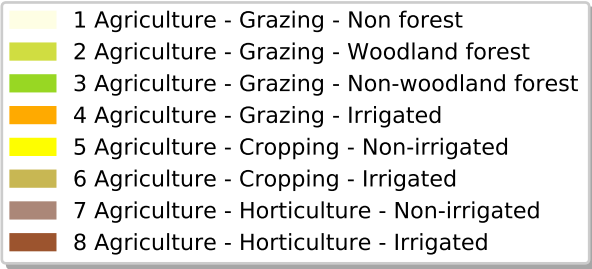 1 Agriculture - Grazing - Non forest
2 Agriculture - Grazing - Woodland forest
3 Agriculture - Grazing - Non-woodland forest
4 Agriculture - Grazing - Irrigated
5 Agriculture - Cropping - Non-irrigated
6 Agriculture - Cropping - Irrigated
7 Agriculture - Horticulture - Non-irrigated
8 Agriculture - Horticulture - Irrigated